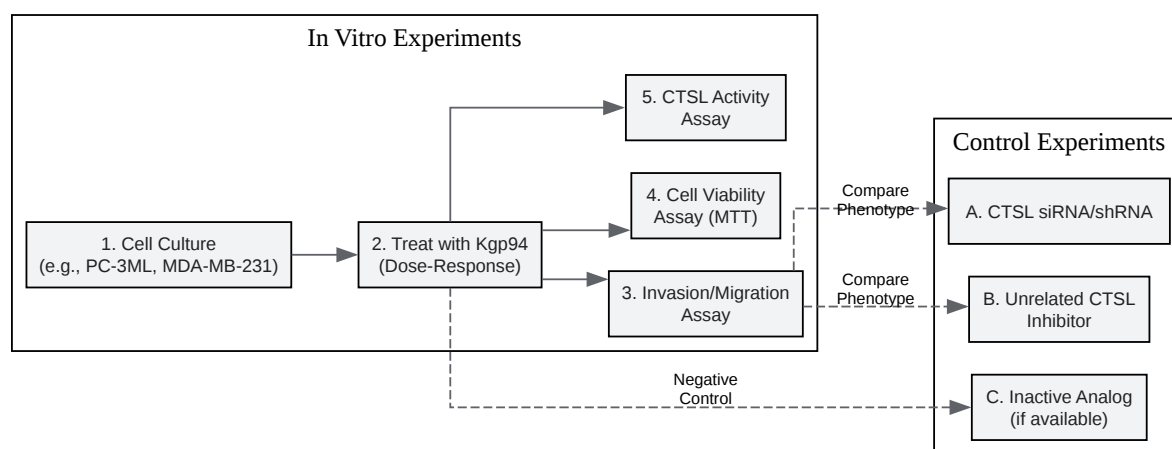 In Vitro Experiments
5. CTSL Activity
Assay
Control Experiments
4. Cell Viability
Assay (MTT)
Compare
Phenotype
A. CTSL siRNA/shRNA
1. Cell Culture
(e.g., PC-3ML, MDA-MB-231)
2. Treat with Kgp94
(Dose-Response)
3. Invasion/Migration
Assay
Compare
Phenotype
B. Unrelated CTSL
Inhibitor
Negative
Control
C. Inactive Analog
(if available)